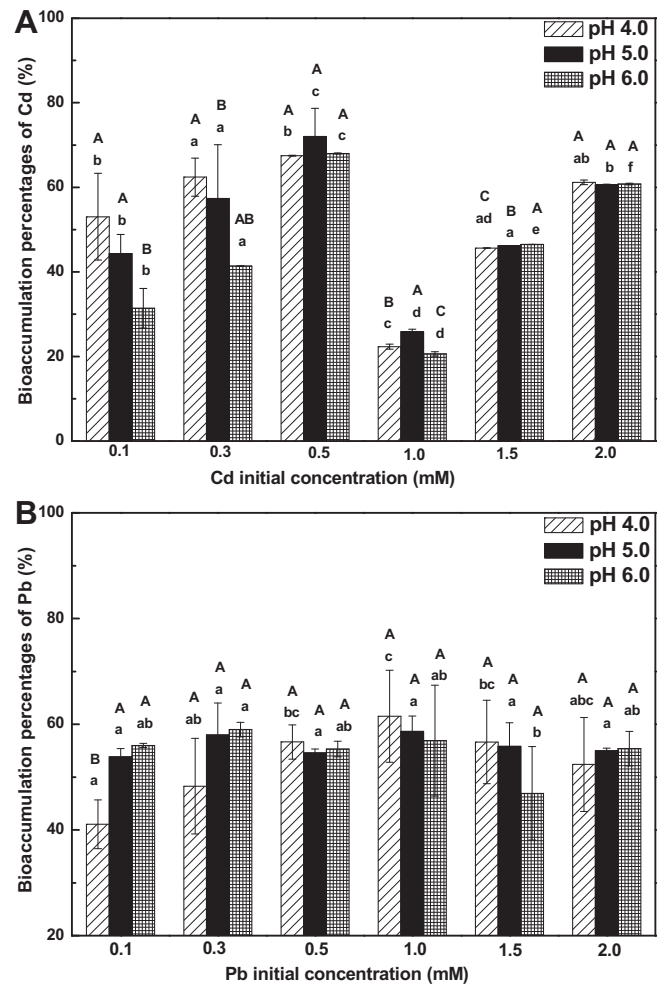 A
100
80
60
40
20
0
Bioaccumulation percentages of Cd (%)
pH 4.0
pH 5.0
pH 6.0
A A B
b b b
A B AB
a a a
A A A
b c c
B A C
c d d
C B A
ad a e
A A A
ab b f
0.1 0.3 0.5 1.0 1.5 2.0
Cd initial concentration (mM)
B
100
80
60
40
20
Bioaccumulation percentages of Pb (%)
pH 4.0
pH 5.0
pH 6.0
B A A
a a ab
A A A
ab a a
A A A
bc a ab
A A A
c a ab
A A A
bc a b
A A A
abc a ab
0.1 0.3 0.5 1.0 1.5 2.0
Pb initial concentration (mM)